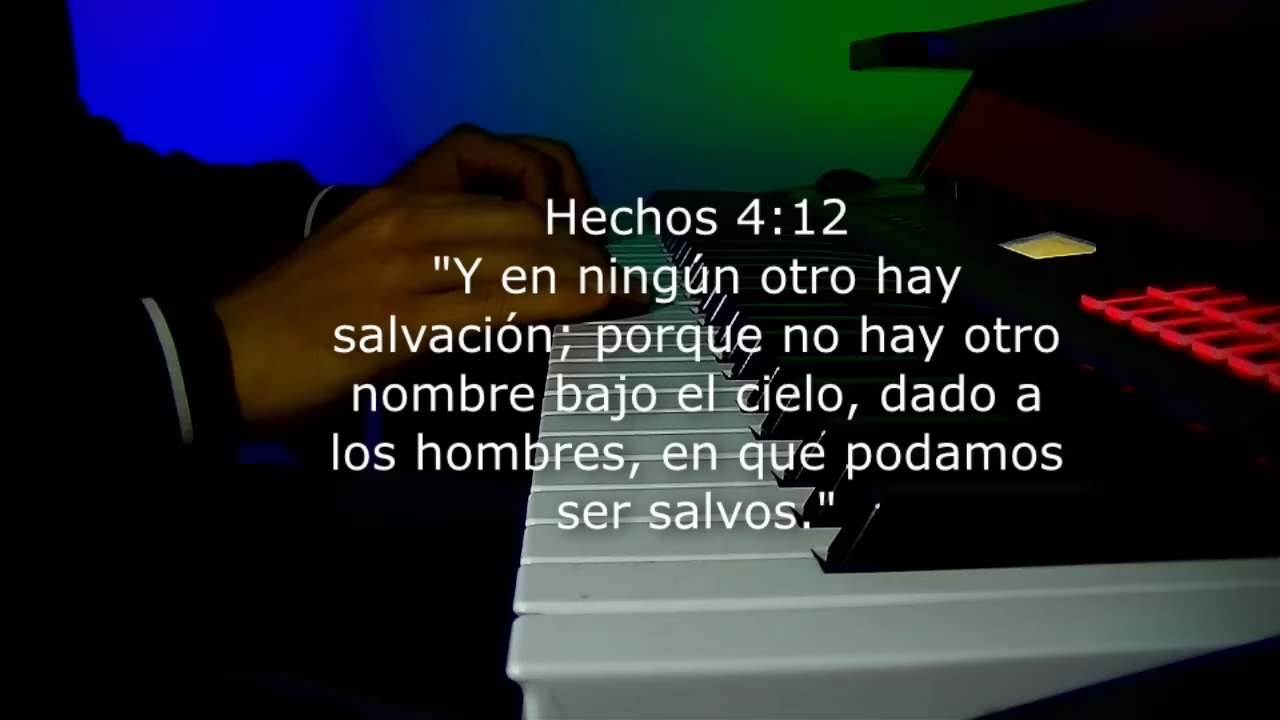 Hechos 4:12
"Y en ningún otro hay
salvación; porque no hay otro
nombre bajo el cielo, dado a
los hombres, en que podamos
ser salvos."